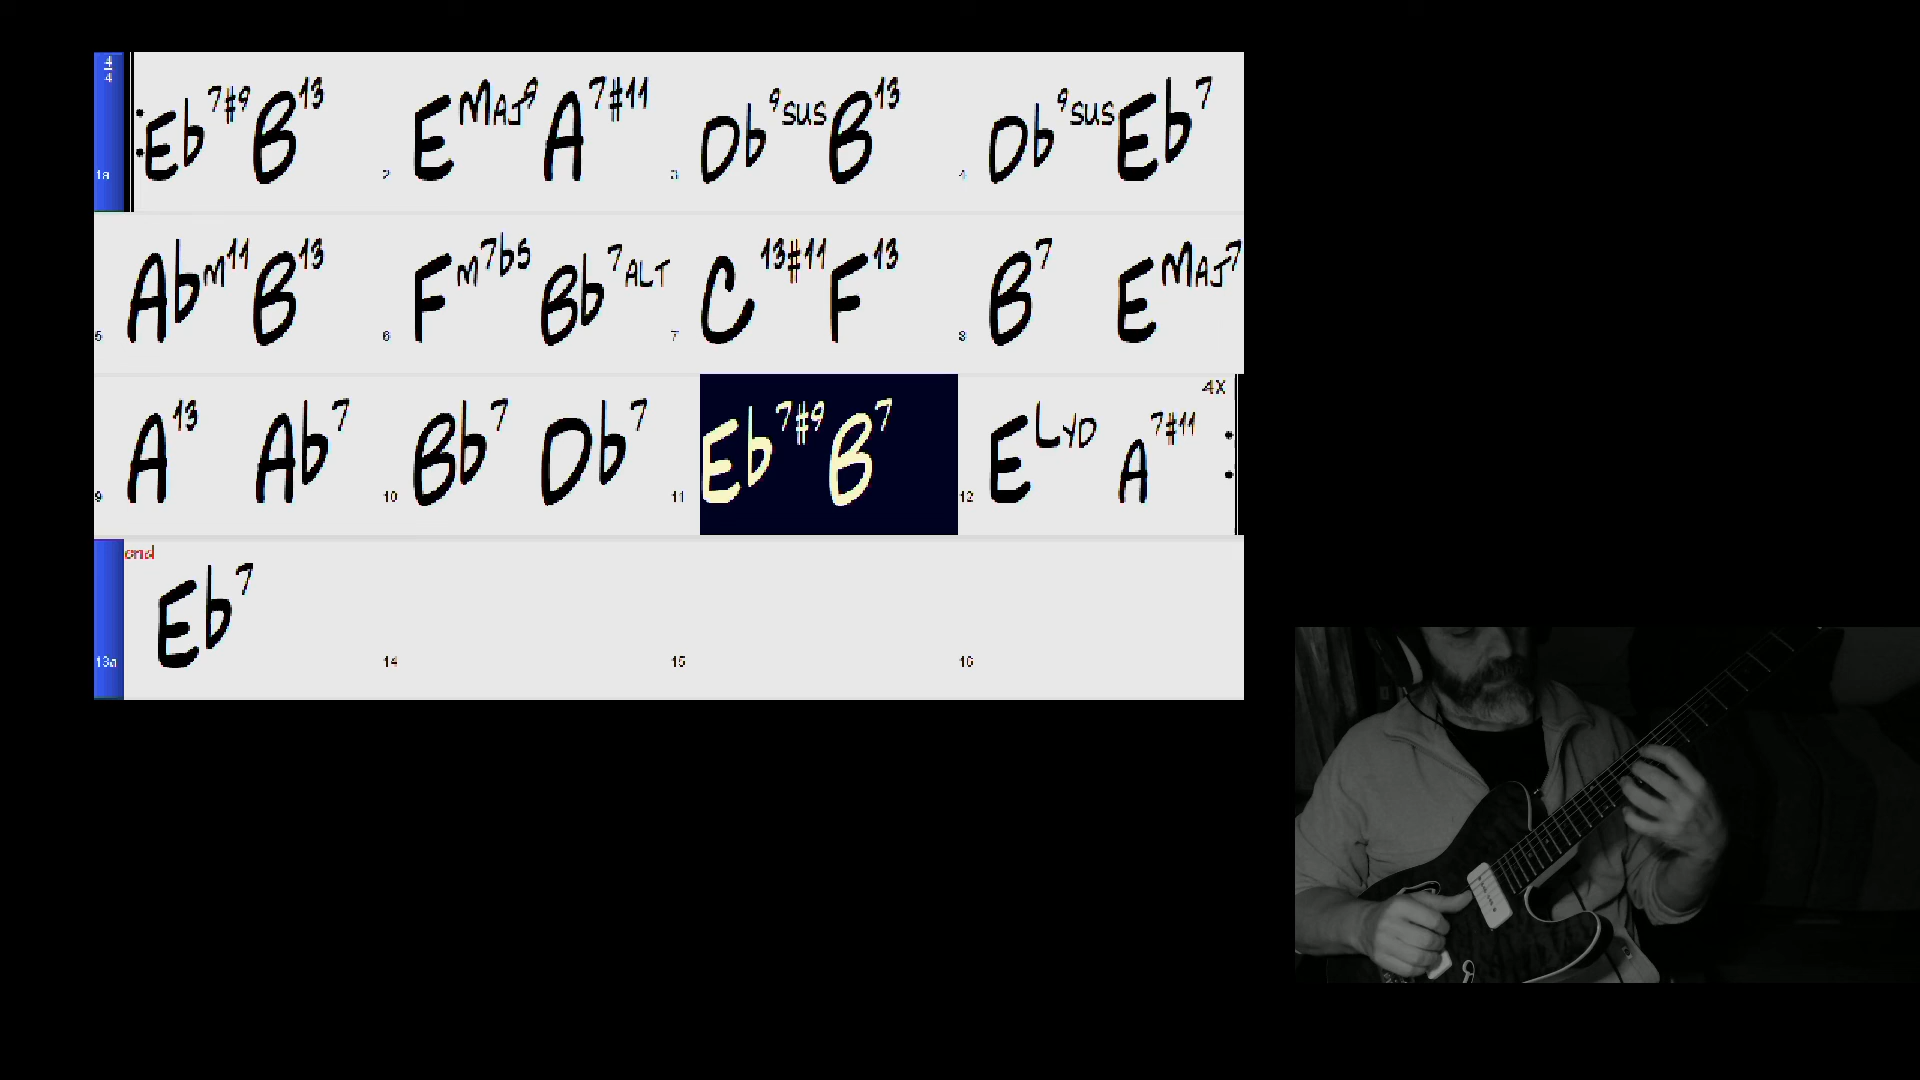 4
4
1a Eb7#9 B13 2 EMAJ9 A7#11 3 Db9SUS B13 4 Db9SUS Eb7
5 AbM11 B13 6 FM7b5 Bb7ALT 7 C13#11 F13 8 B7 EMAJ7
4X
9 A13 Ab7 10 Bb7 Db7 11 Eb7#9 B7 12 ELYD A7#11
end
13a Eb7 14 15 16